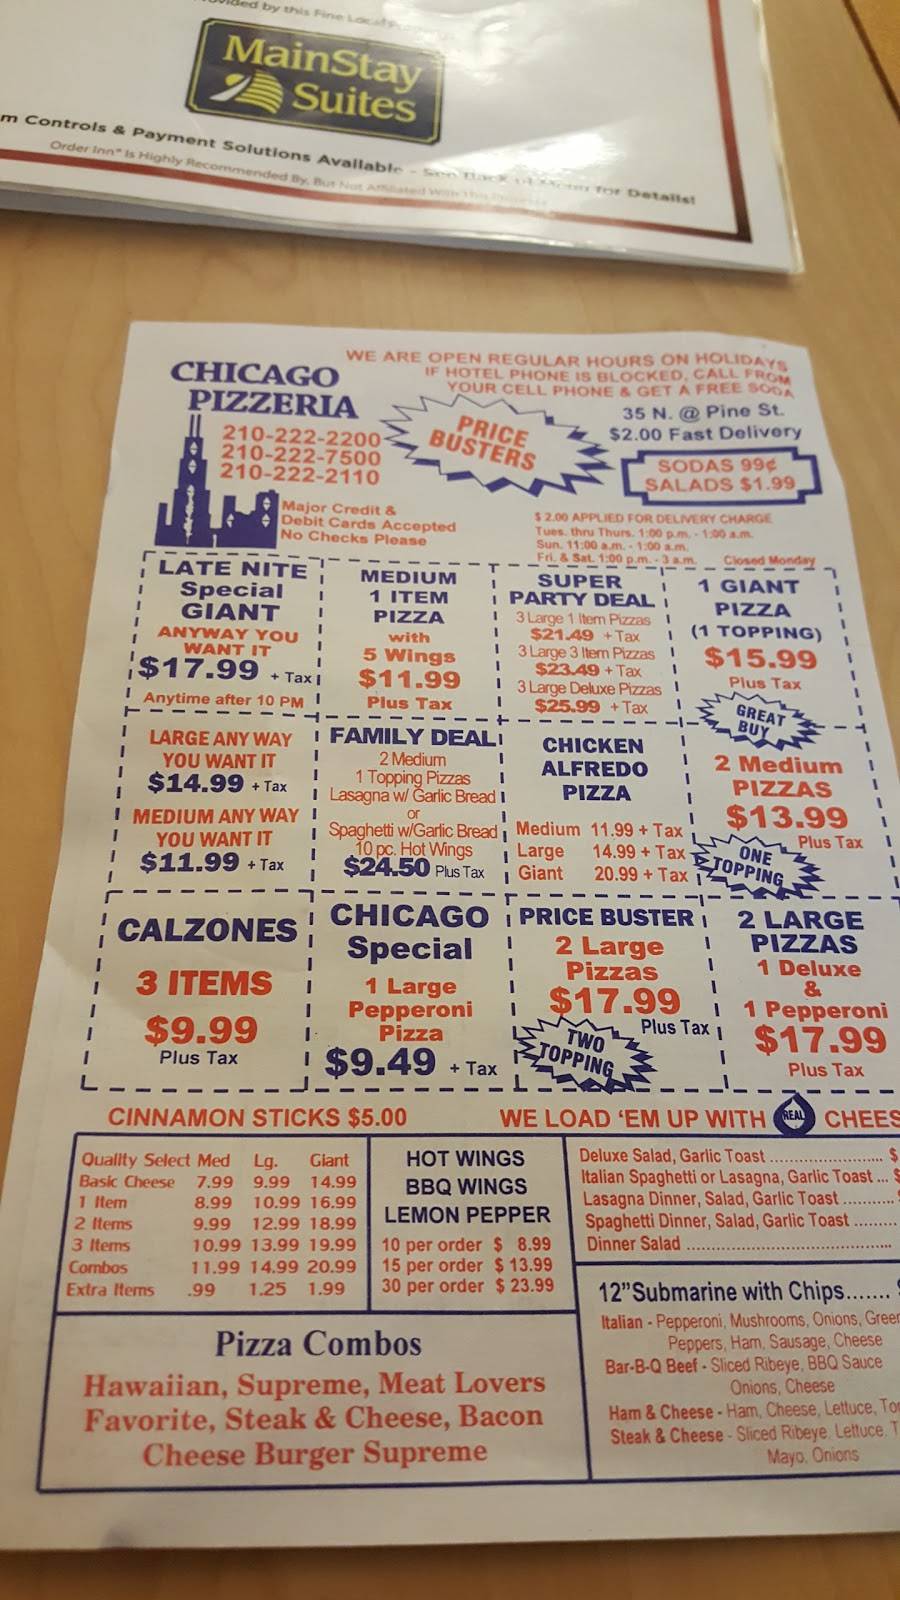 by this Fine
MainStay
Suites
m Controls & Payment Solutions Available - See Back of Menu for Details!
Order Inn® Is Highly Recommended By, But Not Affiliated With This
WE ARE OPEN REGULAR HOURS ON HOLIDAYS
IF HOTEL PHONE IS BLOCKED, CALL FROM
YOUR CELL PHONE & GET A FREE SODA
CHICAGO
PIZZERIA
210-222-2200
210-222-7500
210-222-2110
Major Credit &
Debit Cards Accepted
No Checks Please
PRICE
BUSTERS
35 N. @ Pine St.
$2.00 Fast Delivery
SODAS 99¢
SALADS $1.99
$ 2.00 APPLIED FOR DELIVERY CHARGE
Tues. thru Thurs. 1:00 p.m. - 1:00 a.m.
Sun. 11:00 a.m. - 1:00 a.m.
Fri. & Sat. 1:00 p.m. - 3 a.m. Closed Monday
LATE NITE
Special
GIANT
ANYWAY YOU
WANT IT
$17.99 + Tax
Anytime after 10 PM
MEDIUM
1 ITEM
PIZZA
with
5 Wings
$11.99
Plus Tax
SUPER
PARTY DEAL
3 Large 1 Item Pizzas
$21.49 + Tax
3 Large 3 Item Pizzas
$23.49 + Tax
3 Large Deluxe Pizzas
$25.99 + Tax
1 GIANT
PIZZA
(1 TOPPING)
$15.99
Plus Tax
GREAT
BUY
LARGE ANY WAY
YOU WANT IT
$14.99 + Tax
MEDIUM ANY WAY
YOU WANT IT
$11.99 + Tax
FAMILY DEAL
2 Medium
1 Topping Pizzas
Lasagna w/ Garlic Bread
or
Spaghetti w/Garlic Bread
10 pc. Hot Wings
$24.50 Plus Tax
CHICKEN
ALFREDO
PIZZA
Medium 11.99 + Tax
Large 14.99 + Tax
Giant 20.99 + Tax
2 Medium
PIZZAS
$13.99
Plus Tax
ONE
TOPPING
CALZONES
3 ITEMS
$9.99
Plus Tax
CHICAGO
Special
1 Large
Pepperoni
Pizza
$9.49 + Tax
PRICE BUSTER
2 Large
Pizzas
$17.99
Plus Tax
TWO
TOPPING
2 LARGE
PIZZAS
1 Deluxe
&
1 Pepperoni
$17.99
Plus Tax
CINNAMON STICKS $5.00
WE LOAD 'EM UP WITH REAL CHEES
Quality Select Med Lg. Giant
Basic Cheese 7.99 9.99 14.99
1 Item 8.99 10.99 16.99
2 Items 9.99 12.99 18.99
3 Items 10.99 13.99 19.99
Combos 11.99 14.99 20.99
Extra Items .99 1.25 1.99
HOT WINGS
BBQ WINGS
LEMON PEPPER
10 per order $ 8.99
15 per order $ 13.99
30 per order $ 23.99
Deluxe Salad, Garlic Toast ...................... $
Italian Spaghetti or Lasagna, Garlic Toast ... $
Lasagna Dinner, Salad, Garlic Toast ..........
Spaghetti Dinner, Salad, Garlic Toast ........
Dinner Salad ......................................
Pizza Combos
Hawaiian, Supreme, Meat Lovers
Favorite, Steak & Cheese, Bacon
Cheese Burger Supreme
12"Submarine with Chips.......
Italian - Pepperoni, Mushrooms, Onions, Green
Peppers, Ham, Sausage, Cheese
Bar-B-Q Beef - Sliced Ribeye, BBQ Sauce
Onions, Cheese
Ham & Cheese - Ham, Cheese, Lettuce, To
Steak & Cheese - Sliced Ribeye, Lettuce, T
Mayo, Onions